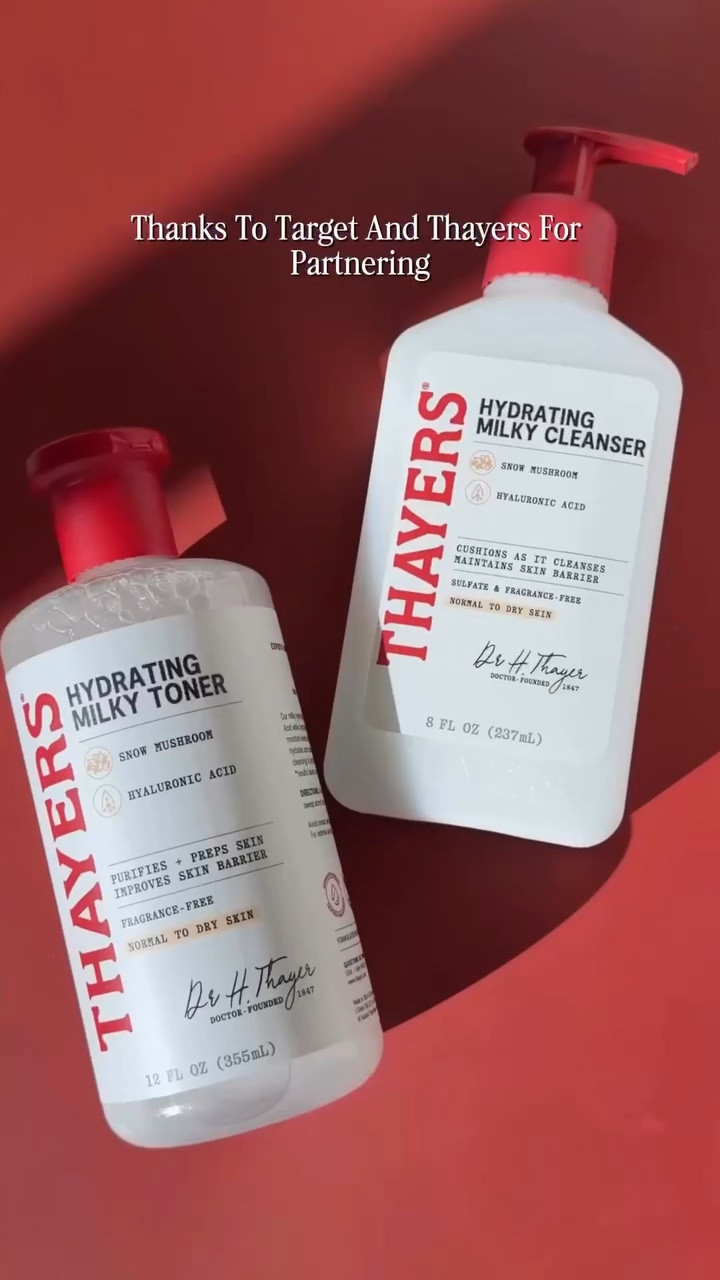 Thanks To Target And Thayers For
Partnering
THAYERS®
HYDRATING
MILKY CLEANSER
SNOW MUSHROOM
HYALURONIC ACID
CUSHIONS AS IT CLEANSES
MAINTAINS SKIN BARRIER
SULFATE & FRAGRANCE-FREE
NORMAL TO DRY SKIN
Dr H. Thayer
DOCTOR-FOUNDED 1847
8 FL OZ (237mL)
THAYERS®
HYDRATING
MILKY TONER
SNOW MUSHROOM
HYALURONIC ACID
PURIFIES + PREPS SKIN
IMPROVES SKIN BARRIER
FRAGRANCE-FREE
NORMAL TO DRY SKIN
Dr H. Thayer
DOCTOR-FOUNDED 1847
12 FL OZ (355mL)